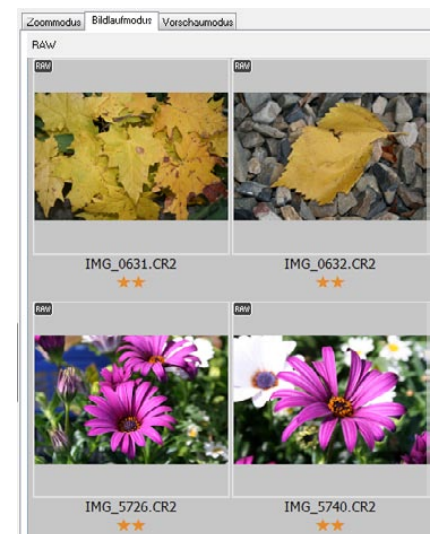 Zoommodus Bildlaufmodus Vorschaumodus
RAW
RAW RAW
IMG_0631.CR2 IMG_0632.CR2
RAW RAW
IMG_5726.CR2 IMG_5740.CR2